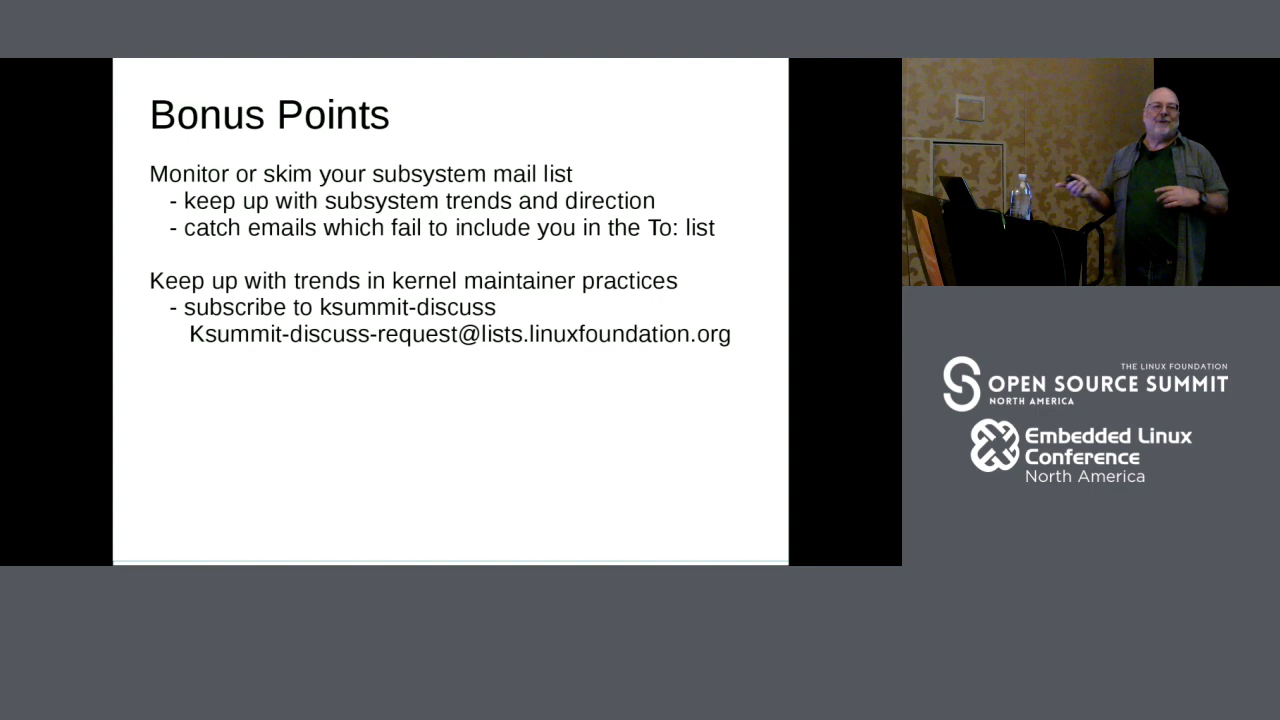 Bonus Points
Monitor or skim your subsystem mail list
- keep up with subsystem trends and direction
- catch emails which fail to include you in the To: list
Keep up with trends in kernel maintainer practices
- subscribe to ksummit-discuss
Ksummit-discuss-request@lists.linuxfoundation.org
THE LINUX FOUNDATION
OPEN SOURCE SUMMIT
NORTH AMERICA
Embedded Linux
Conference
North America